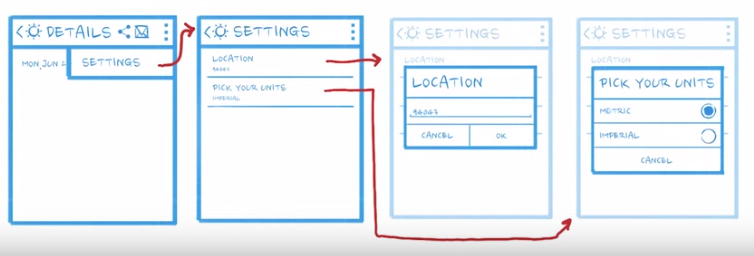 DETAILS
MON, JUN
SETTINGS
SETTINGS
LOCATION
PICK YOUR UNITS
IMPERIAL
SETTINGS
LOCATION
LOCATION
CANCEL
OK
SETTINGS
LOCATION
PICK YOUR UNITS
METRIC
IMPERIAL
CANCEL